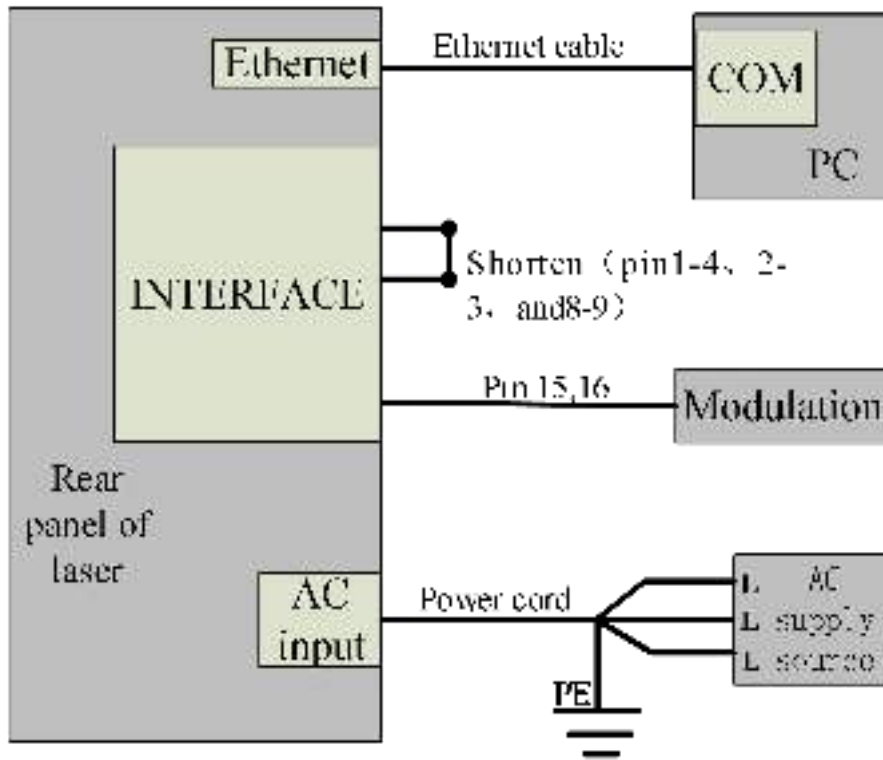 Ethernet
Ethernet cable
COM
PC
INTERFACE
Shorten（pin1-4、2-
3、and8-9）
Pin 15,16
Modulation
Rear
panel of
laser
AC
input
Power cord
L AC
L supply
L source
PE